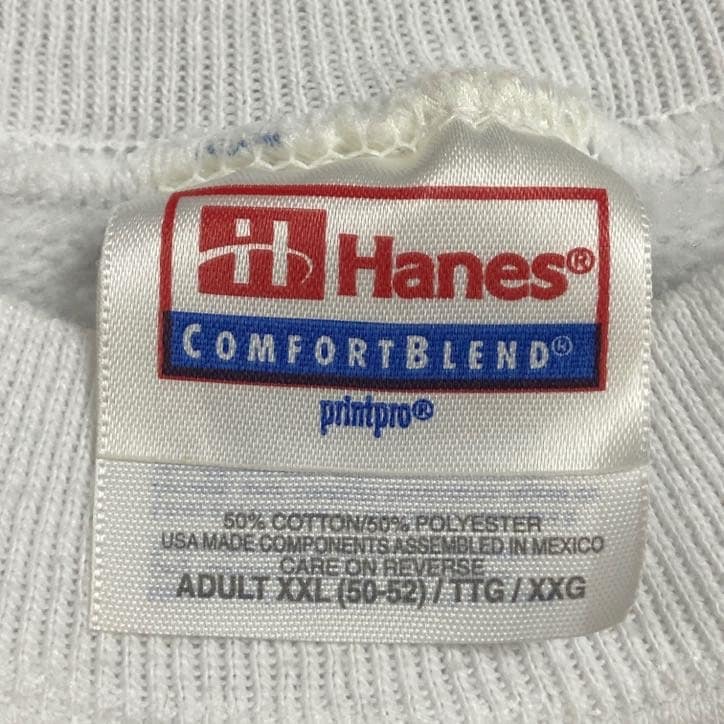 H Hanes®
COMFORTBLEND®
printpro®
50% COTTON/50% POLYESTER
USA MADE COMPONENTS ASSEMBLED IN MEXICO
CARE ON REVERSE
ADULT XXL (50-52) / TTG / XXG